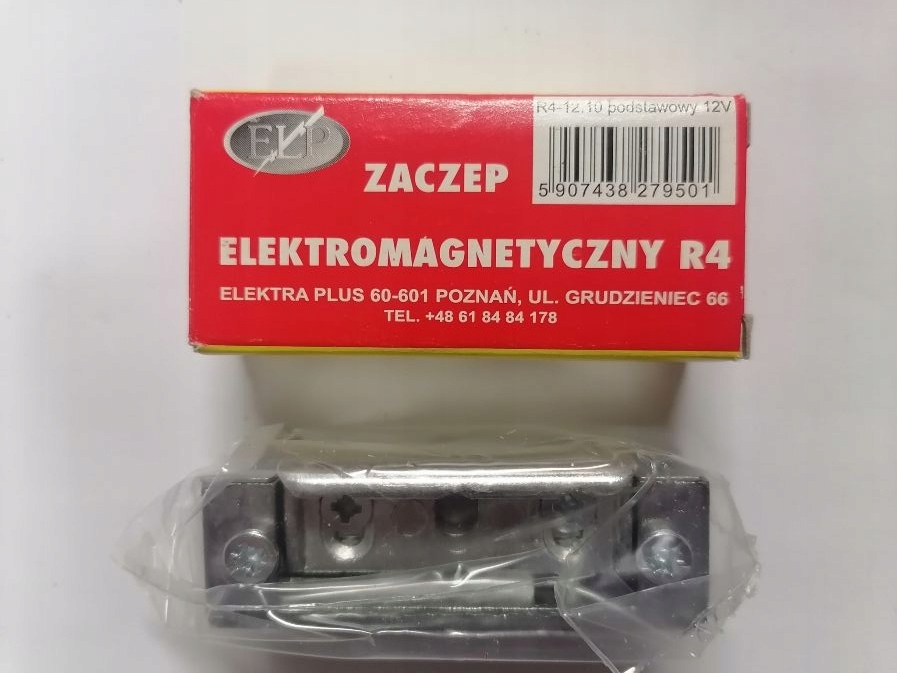 R4-12.10 podstawowy 12V
ELP
5 907438 279501
ZACZEP
ELEKTROMAGNETYCZNY R4
ELEKTRA PLUS 60-601 POZNAŃ, UL. GRUDZIENIEC 66
TEL. +48 61 84 84 178